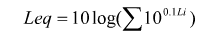 Leq = 10 log(∑10^{0.1Li})